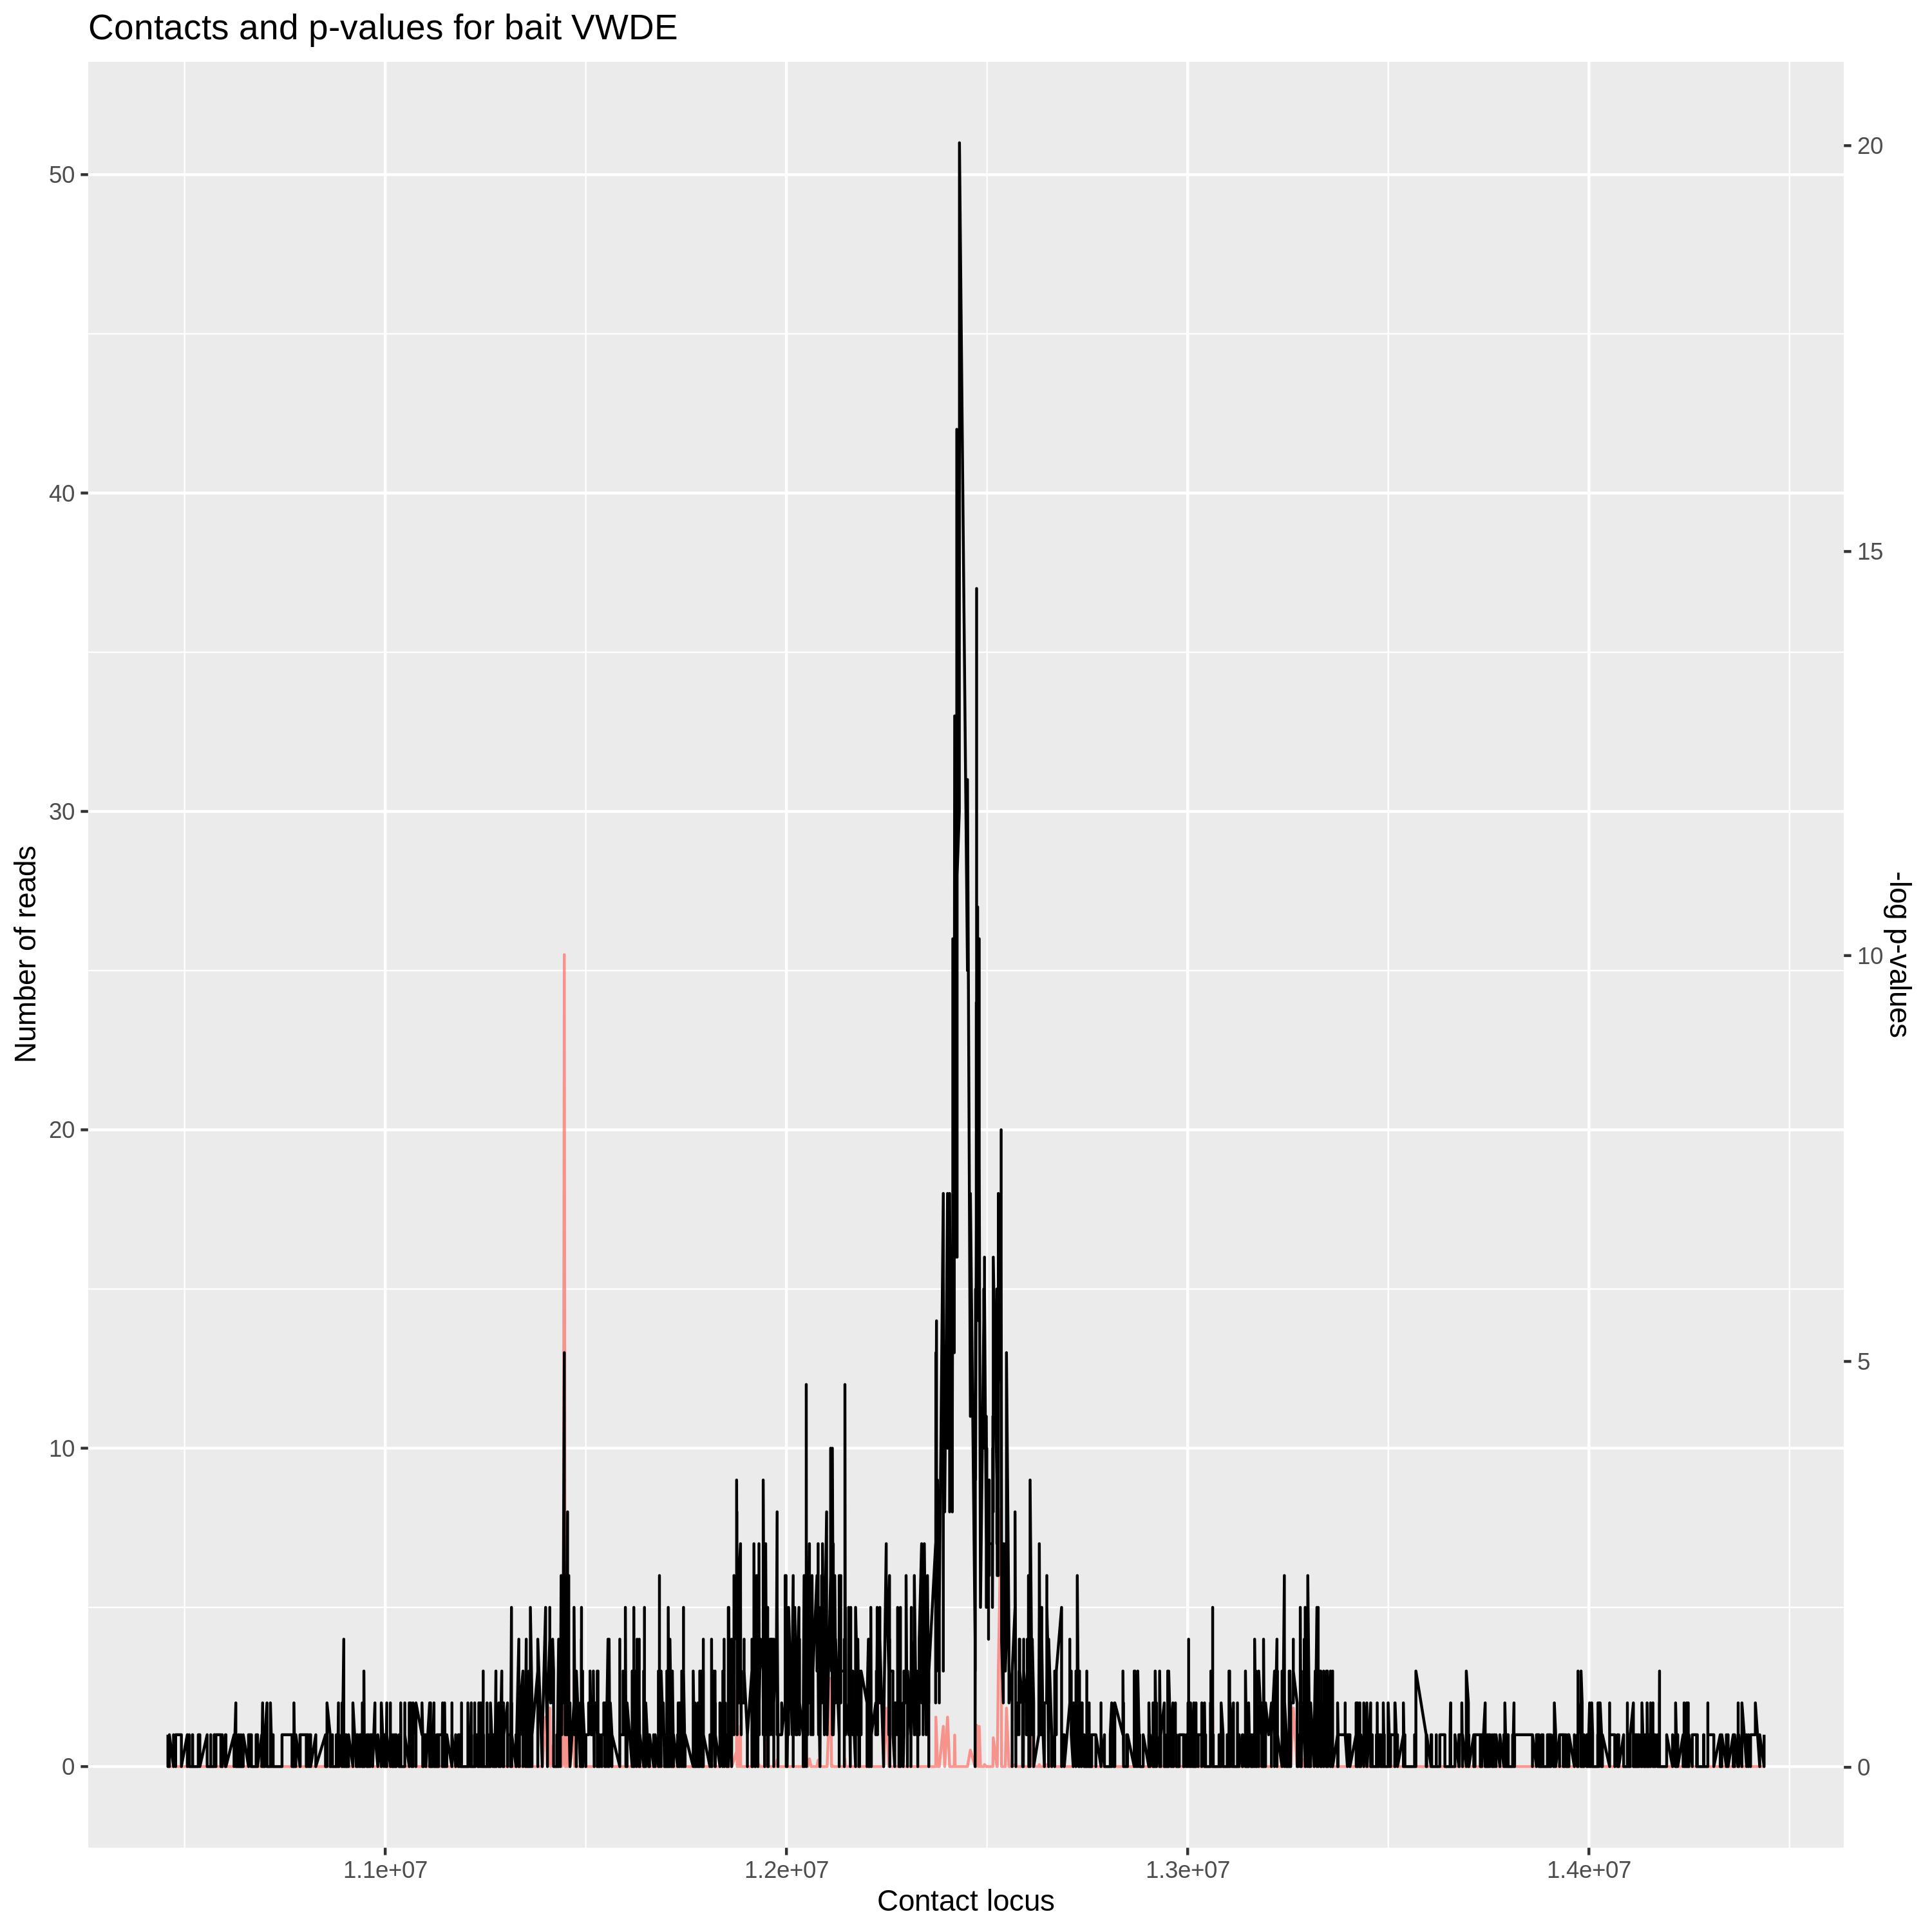 Contacts and p-values for bait VWDE
50
40
30
20
10
0
Number of reads
20
15
10
5
0
-log p-values
1.1e+07
1.2e+07
1.3e+07
1.4e+07
Contact locus